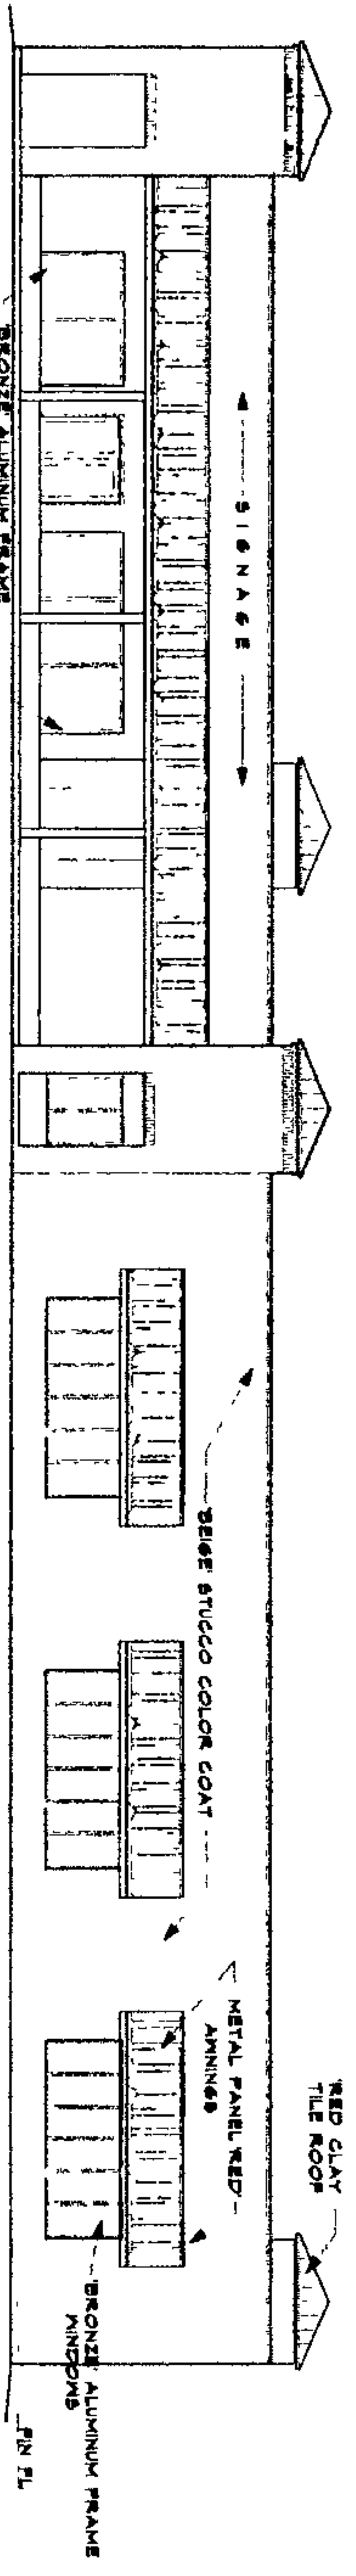 SIGNAGE
'RED CLAY
TILE ROOF
'BEIGE' STUCCO COLOR COAT
METAL PANEL 'RED'
AWNINGS
'BRONZE' ALUMINUM FRAME
'BRONZE' ALUMINUM FRAME
WINDOWS
FIN FL